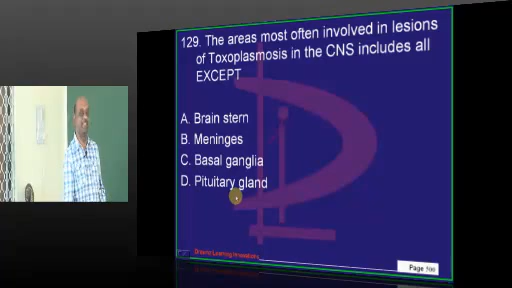 129. The areas most often involved in lesions
of Toxoplasmosis in the CNS includes all
EXCEPT
A. Brain stern
B. Meninges
C. Basal ganglia
D. Pituitary gland
Page